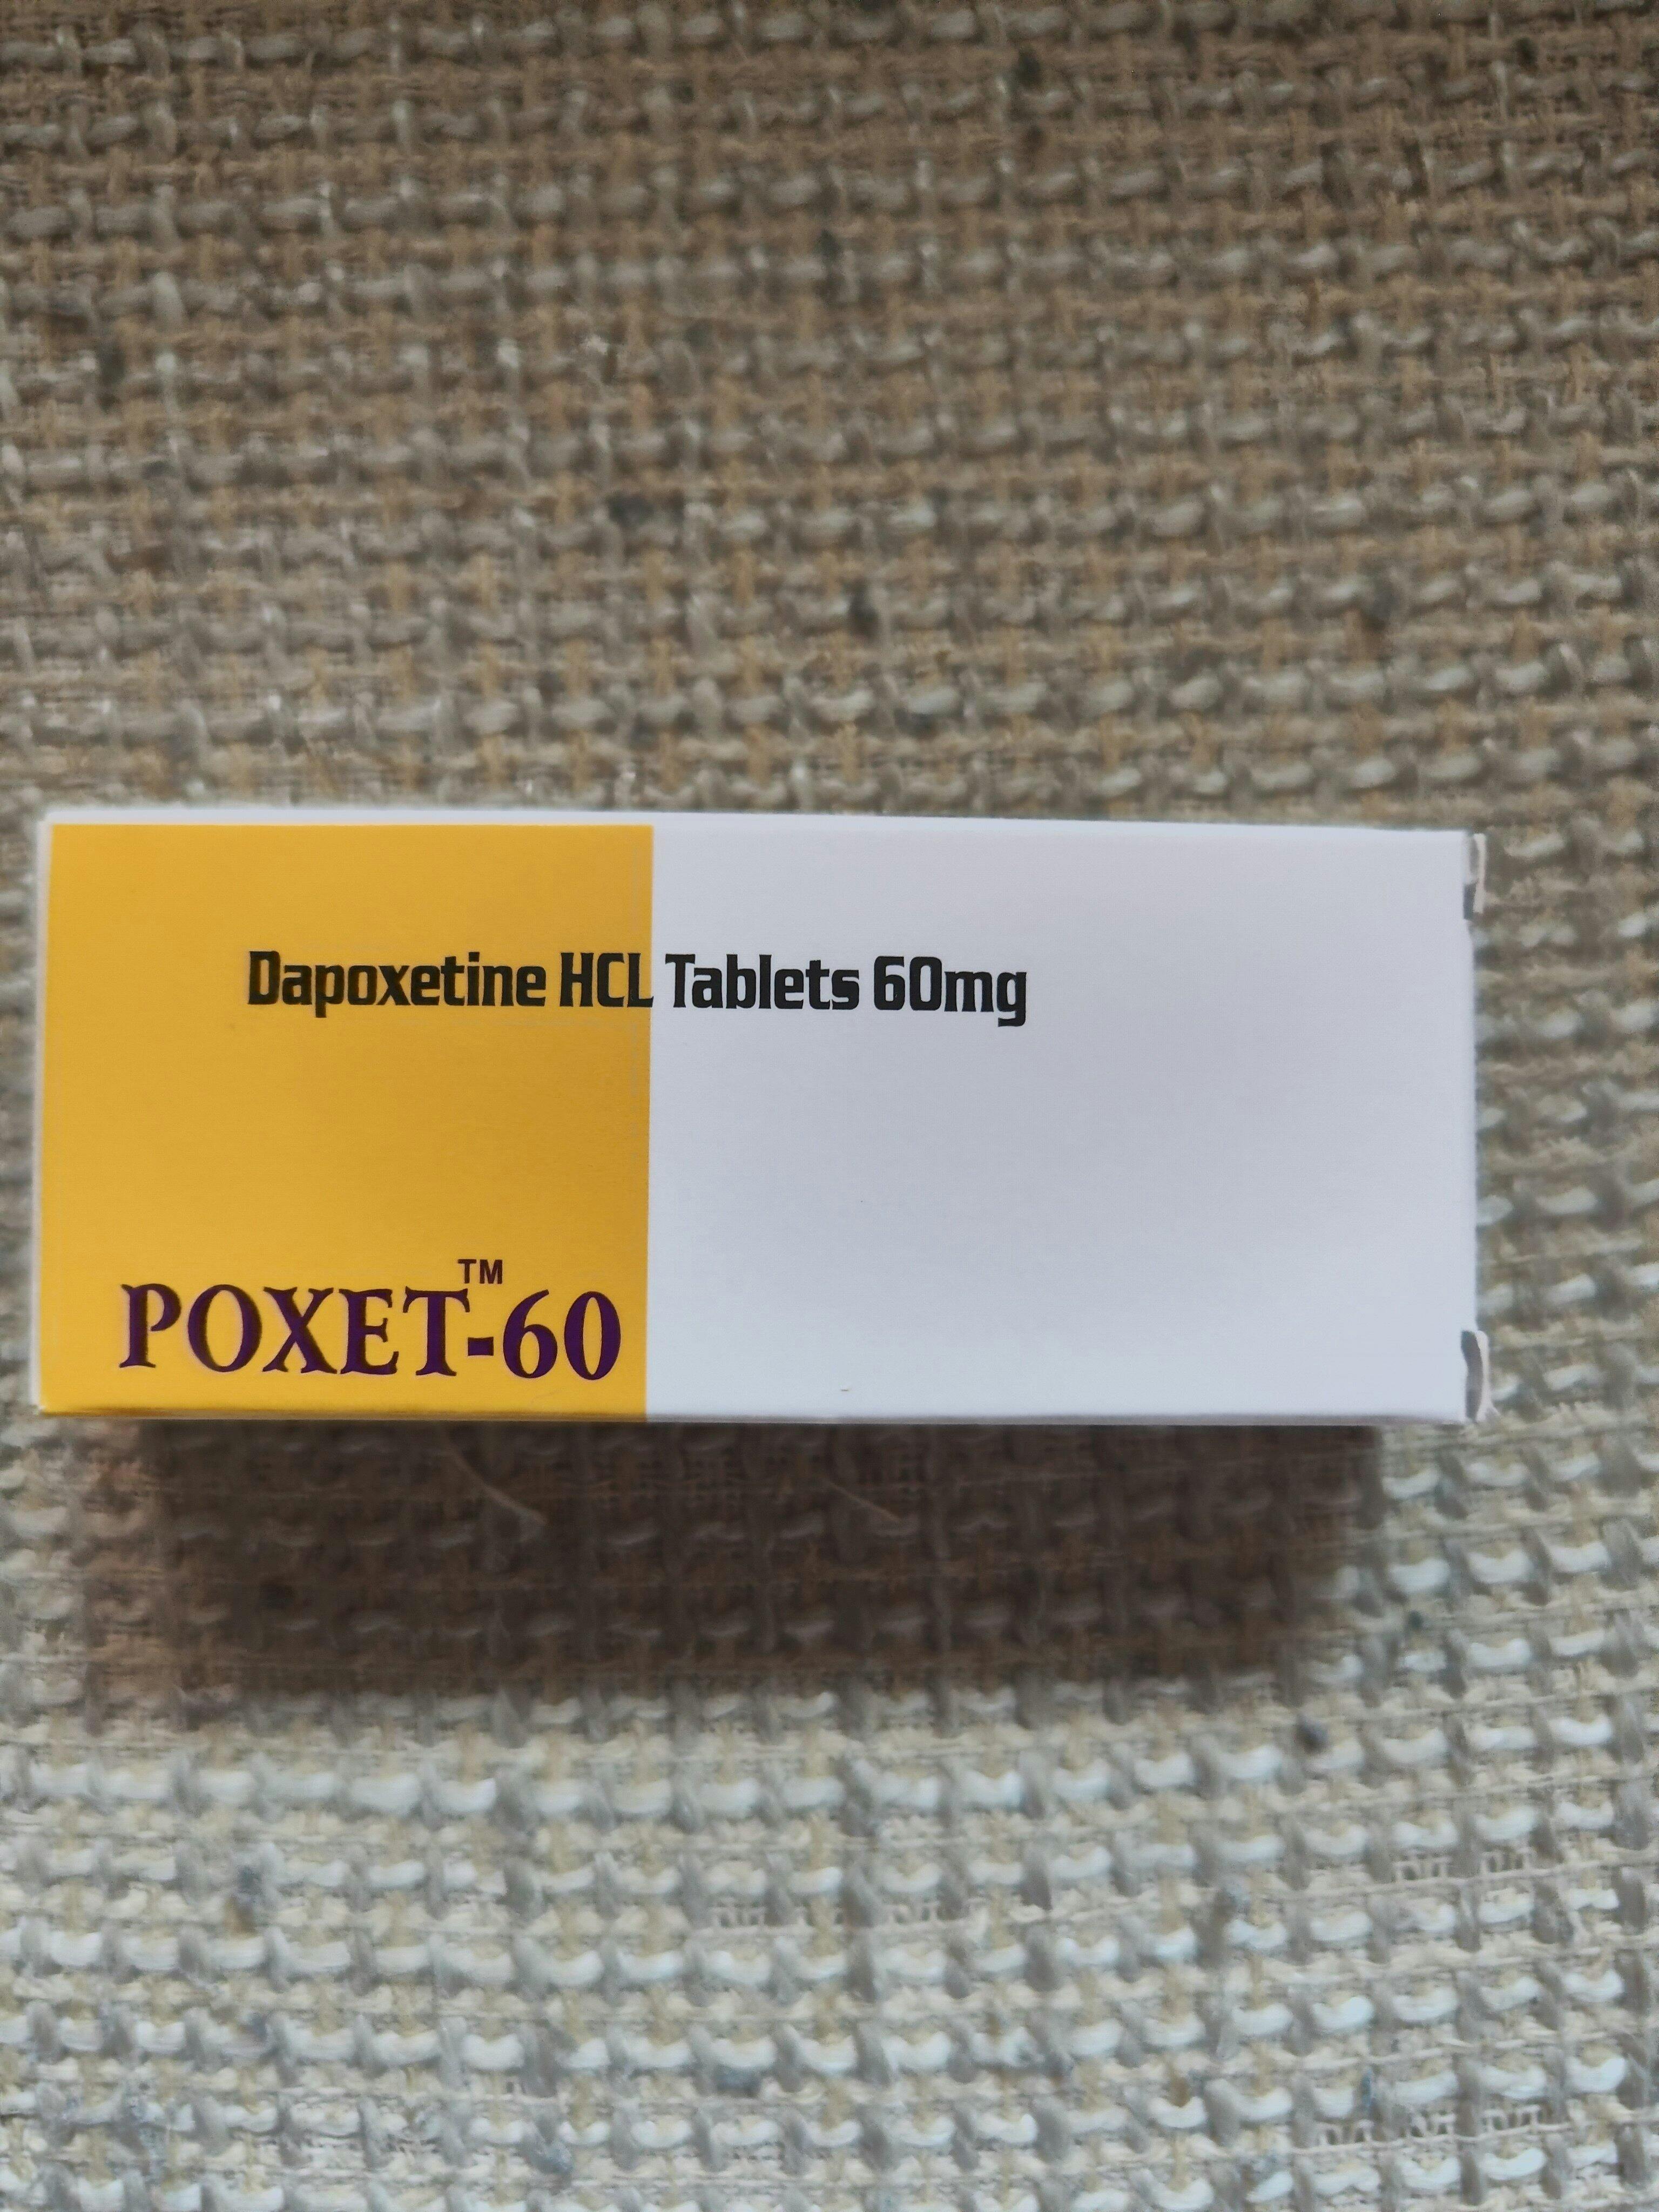 Dapoxetine HCL Tablets 60mg
POXET™-60